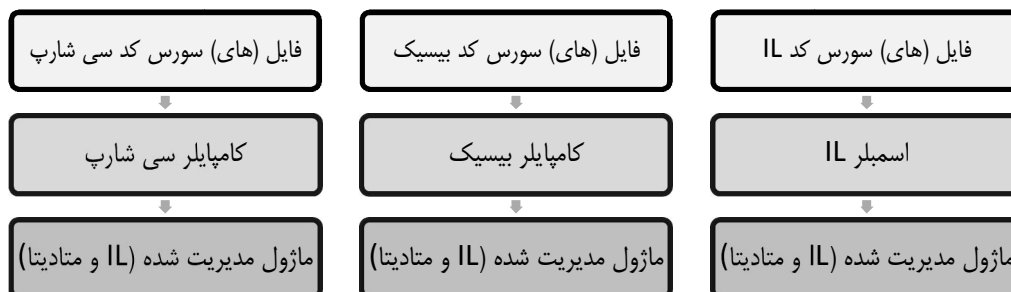 فایل (های) سورس کد سی شارپ
فایل (های) سورس کد بیسیک
فایل (های) سورس کد IL
کامپایلر سی شارپ
کامپایلر بیسیک
اسمبلر IL
ماژول مدیریت شده (IL و متادیتا)
ماژول مدیریت شده (IL و متادیتا)
ماژول مدیریت شده (IL و متادیتا)